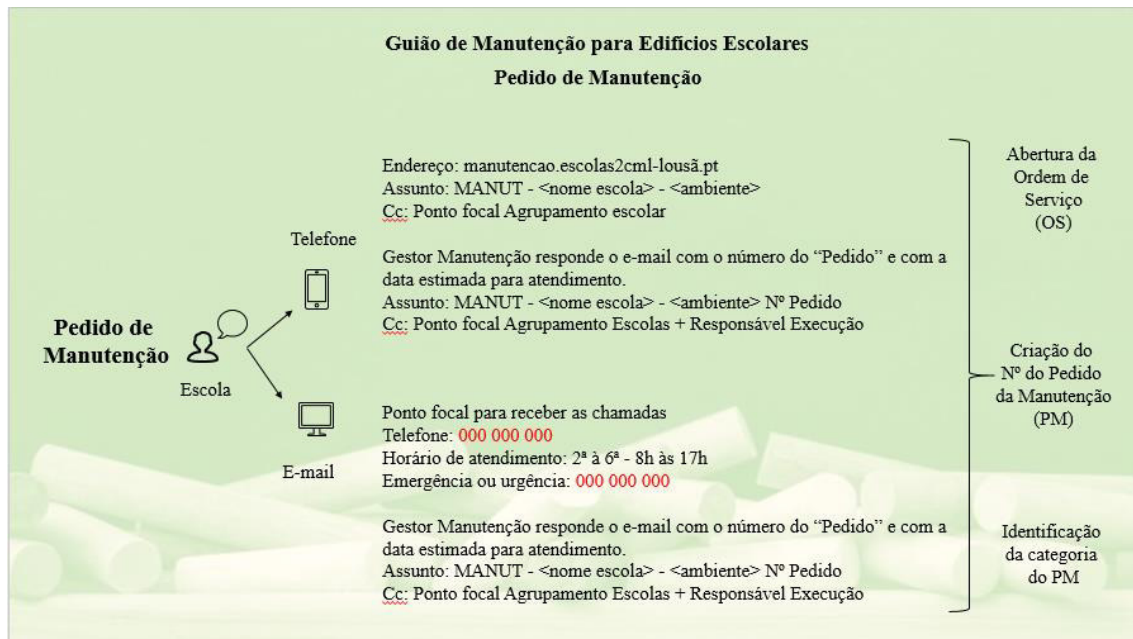 Guião de Manutenção para Edifícios Escolares
Pedido de Manutenção
Pedido de
Manutenção
Escola
Telefone
Endereço: manutencao.escolas2cml-lousã.pt
Assunto: MANUT - <nome escola> - <ambiente>
Cc: Ponto focal Agrupamento escolar
Gestor Manutenção responde o e-mail com o número do “Pedido” e com a
data estimada para atendimento.
Assunto: MANUT - <nome escola> - <ambiente> Nº Pedido
Cc: Ponto focal Agrupamento Escolas + Responsável Execução
E-mail
Ponto focal para receber as chamadas
Telefone: 000 000 000
Horário de atendimento: 2ª à 6ª - 8h às 17h
Emergência ou urgência: 000 000 000
Gestor Manutenção responde o e-mail com o número do “Pedido” e com a
data estimada para atendimento.
Assunto: MANUT - <nome escola> - <ambiente> Nº Pedido
Cc: Ponto focal Agrupamento Escolas + Responsável Execução
Abertura da
Ordem de
Serviço
(OS)
Criação do
Nº do Pedido
da Manutenção
(PM)
Identificação
da categoria
do PM